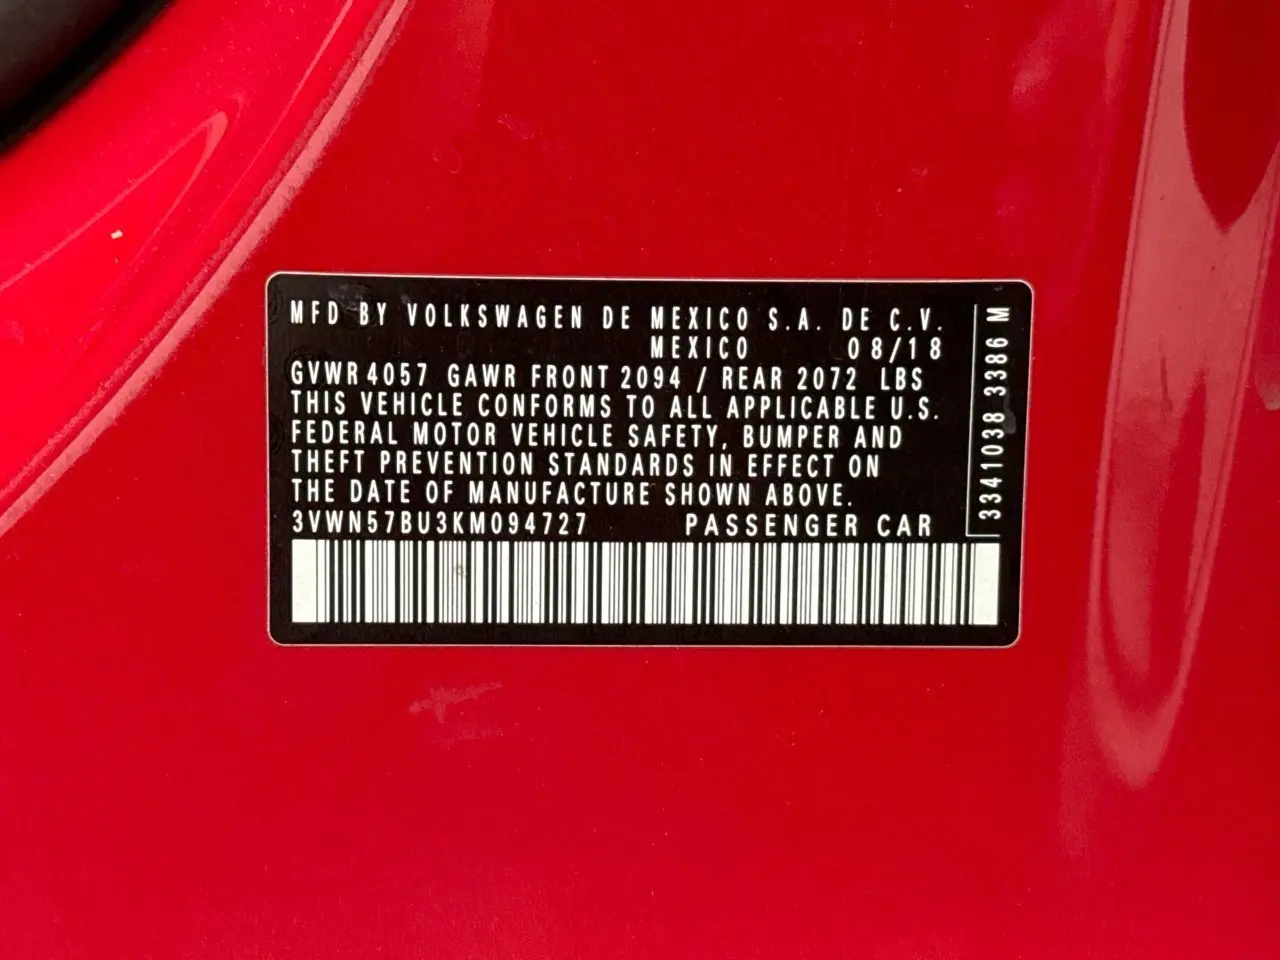 MFD BY VOLKSWAGEN DE MEXICO S.A. DE C.V.
MEXICO 08/18
GVWR 4057 GAWR FRONT 2094 / REAR 2072 LBS
THIS VEHICLE CONFORMS TO ALL APPLICABLE U.S.
FEDERAL MOTOR VEHICLE SAFETY, BUMPER AND
THEFT PREVENTION STANDARDS IN EFFECT ON
THE DATE OF MANUFACTURE SHOWN ABOVE.
3VWN57BU3KM094727 PASSENGER CAR
3341038 3386 M